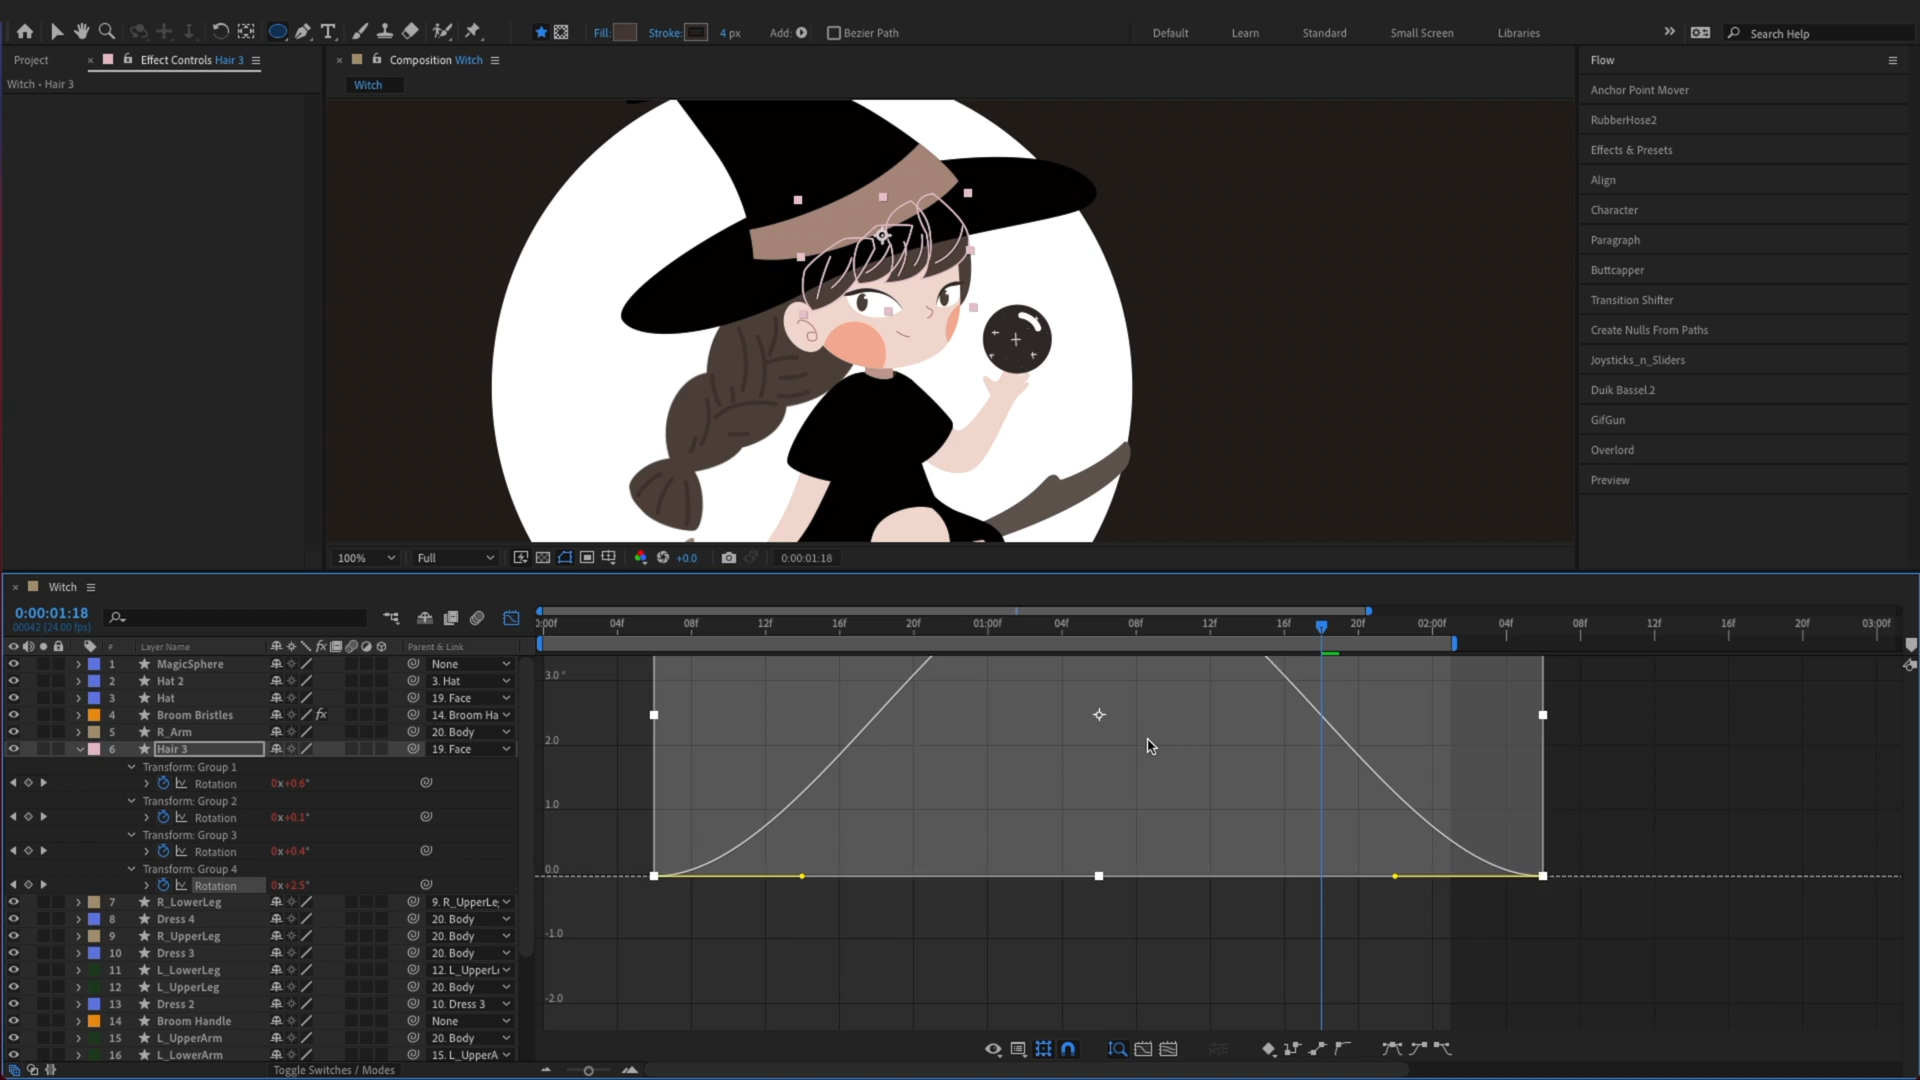 Fill:
Stroke:
4 px
Add:
Bezier Path
Default
Learn
Standard
Small Screen
Libraries
Search Help
Project
Effect Controls Hair 3
Witch • Hair 3
Composition Witch
Witch
Flow
Anchor Point Mover
RubberHose2
Effects & Presets
Align
Character
Paragraph
Buttcapper
Transition Shifter
Create Nulls From Paths
Joysticks_n_Sliders
Duik Bassel.2
GifGun
Overlord
Preview
100%
Full
+0.0
0:00:01:18
Witch
0:00:01:18
00042 (24.00 fps)
:00f 04f 08f 12f 16f 20f 01:00f 04f 08f 12f 16f 20f 02:00f 04f 08f 12f 16f 20f 03:00f
# Layer Name fx Parent & Link
1 MagicSphere None
2 Hat 2 3. Hat
3 Hat 19. Face
4 Broom Bristles fx 14. Broom Ha
5 R_Arm 20. Body
6 Hair 3 19. Face
Transform: Group 1
Rotation 0x+0.6°
Transform: Group 2
Rotation 0x+0.1°
Transform: Group 3
Rotation 0x+0.4°
Transform: Group 4
Rotation 0x+2.5°
7 R_LowerLeg 9. R_UpperLe
8 Dress 4 20. Body
9 R_UpperLeg 20. Body
10 Dress 3 20. Body
11 L_LowerLeg 12. L_UpperL
12 L_UpperLeg 20. Body
13 Dress 2 10. Dress 3
14 Broom Handle None
15 L_UpperArm 20. Body
16 L_LowerArm 15. L_UpperA
3.0 °
2.0
1.0
0.0
-1.0
-2.0
Toggle Switches / Modes